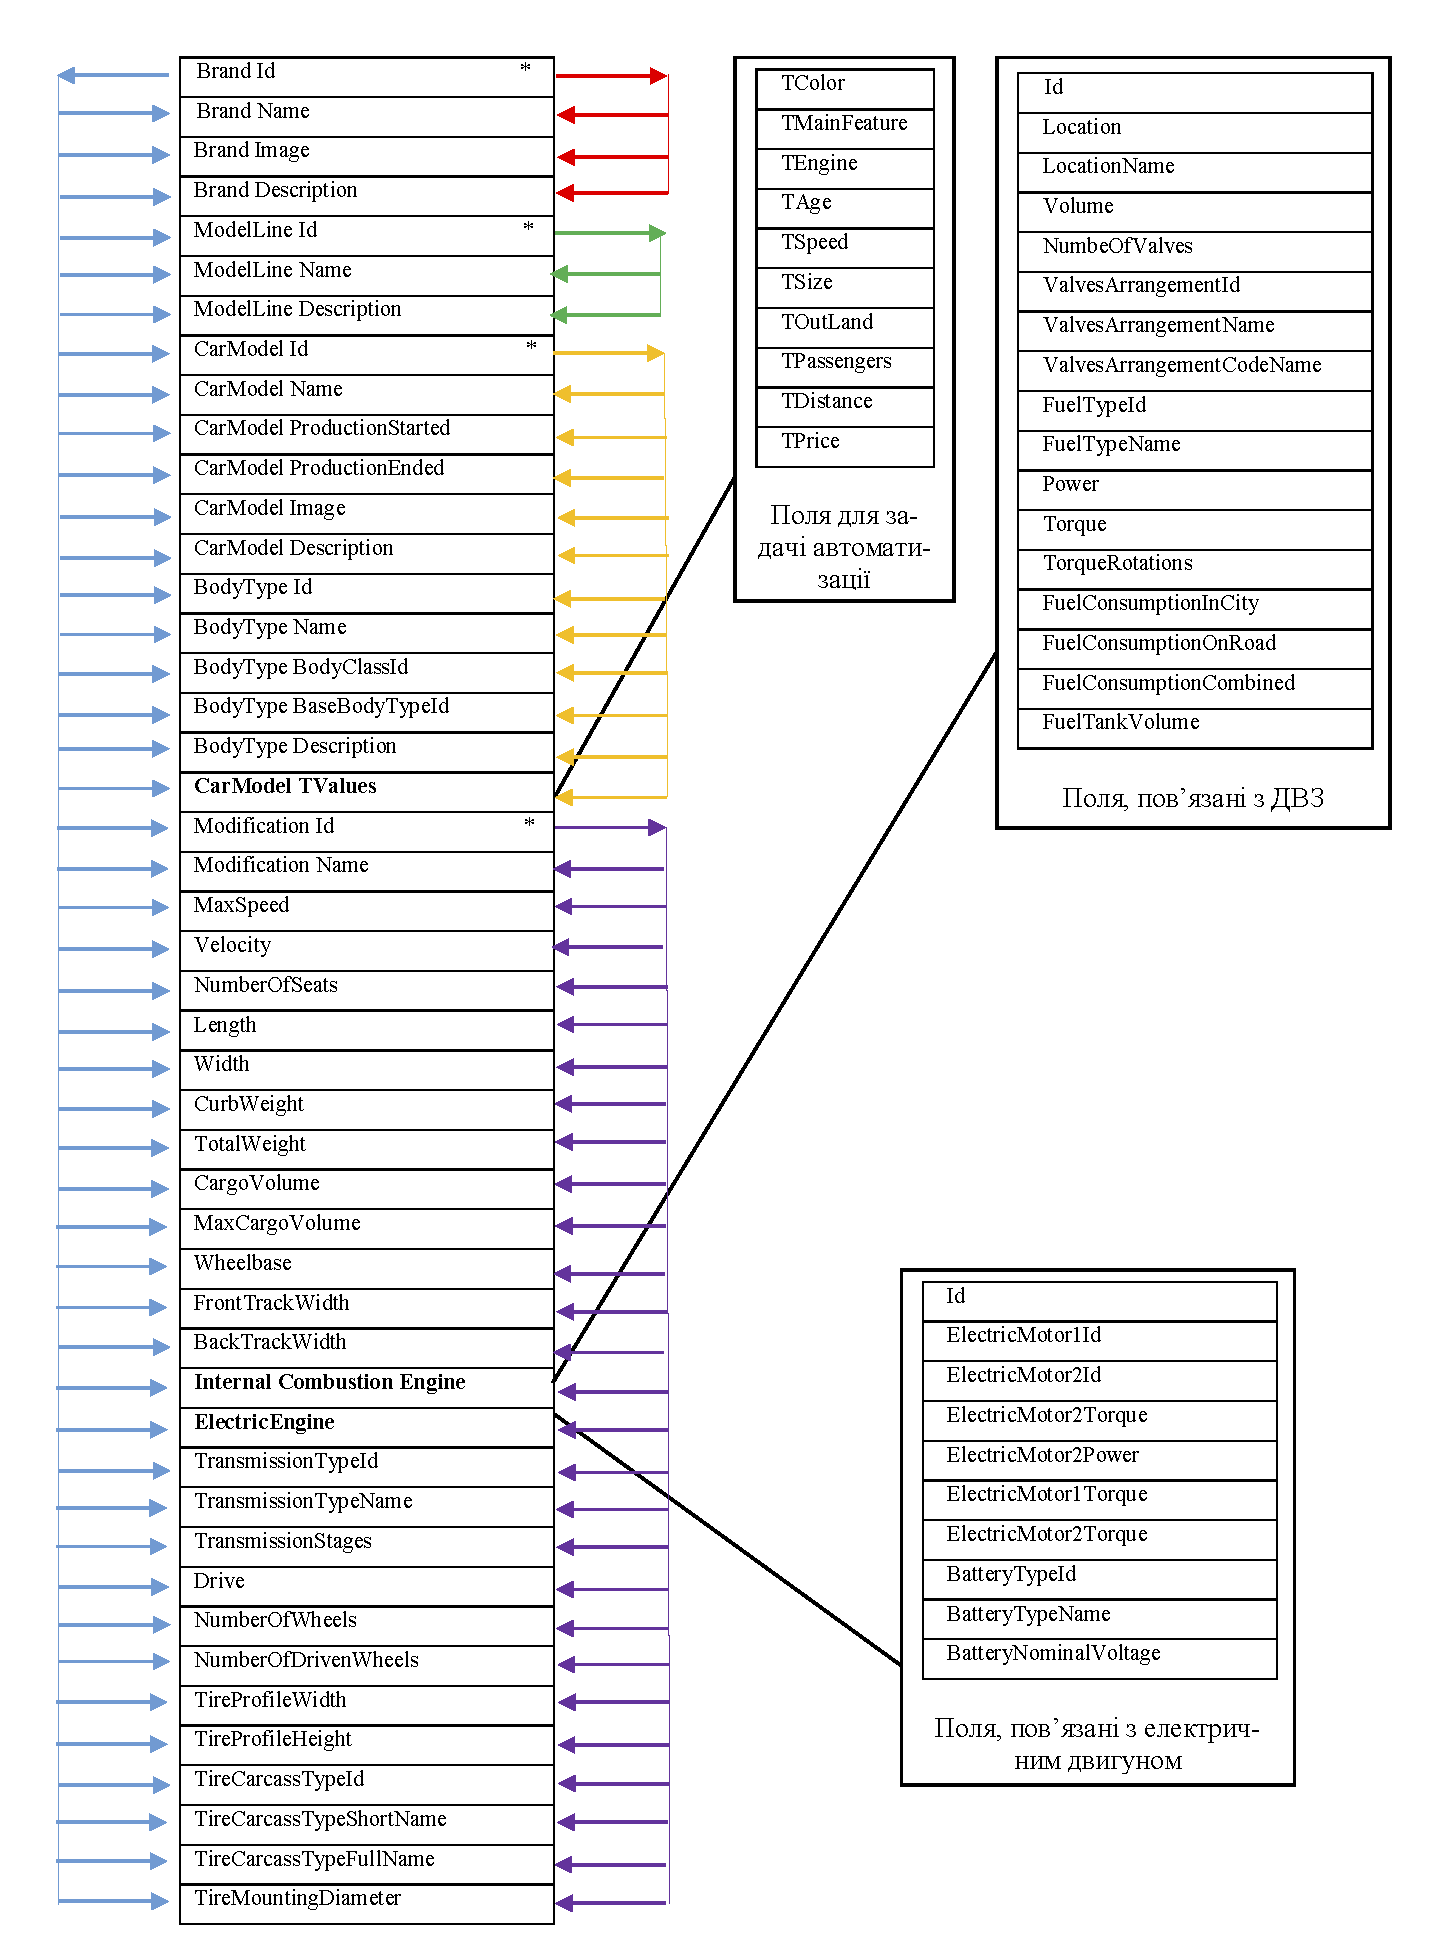 Brand Id *
Brand Name
Brand Image
Brand Description
ModelLine Id *
ModelLine Name
ModelLine Description
CarModel Id *
CarModel Name
CarModel ProductionStarted
CarModel ProductionEnded
CarModel Image
CarModel Description
BodyType Id
BodyType Name
BodyType BodyClassId
BodyType BaseBodyTypeId
BodyType Description
CarModel TValues
Modification Id *
Modification Name
MaxSpeed
Velocity
NumberOfSeats
Length
Width
CurbWeight
TotalWeight
CargoVolume
MaxCargoVolume
Wheelbase
FrontTrackWidth
BackTrackWidth
Internal Combustion Engine
ElectricEngine
TransmissionTypeId
TransmissionTypeName
TransmissionStages
Drive
NumberOfWheels
NumberOfDrivenWheels
TireProfileWidth
TireProfileHeight
TireCarcassTypeId
TireCarcassTypeShortName
TireCarcassTypeFullName
TireMountingDiameter
TColor
TMainFeature
TEngine
TAge
TSpeed
TSize
TOutLand
TPassengers
TDistance
TPrice
Поля для за-
дачі автомати-
зації
Id
Location
LocationName
Volume
NumbeOfValves
ValvesArrangementId
ValvesArrangementName
ValvesArrangementCodeName
FuelTypeId
FuelTypeName
Power
Torque
TorqueRotations
FuelConsumptionInCity
FuelConsumptionOnRoad
FuelConsumptionCombined
FuelTankVolume
Поля, пов’язані з ДВЗ
Id
ElectricMotor1Id
ElectricMotor2Id
ElectricMotor2Torque
ElectricMotor2Power
ElectricMotor1Torque
ElectricMotor2Torque
BatteryTypeId
BatteryTypeName
BatteryNominalVoltage
Поля, пов’язані з електрич-
ним двигуном